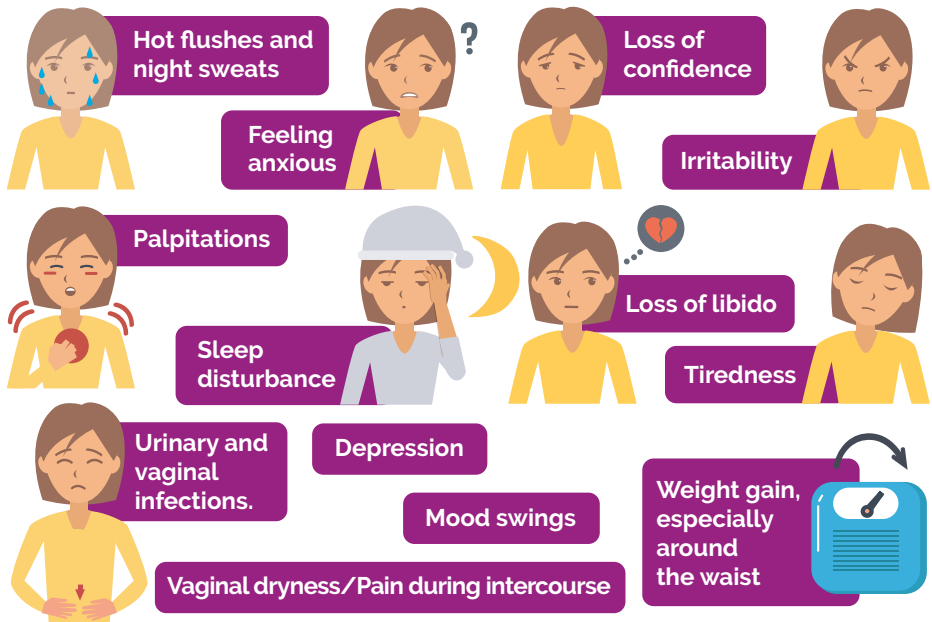 Hot flushes and
night sweats
?
Loss of
confidence
Feeling
anxious
Irritability
Palpitations
Loss of libido
Sleep
disturbance
Tiredness
Urinary and
vaginal
infections.
Depression
Mood swings
Weight gain,
especially
around
the waist
Vaginal dryness/Pain during intercourse